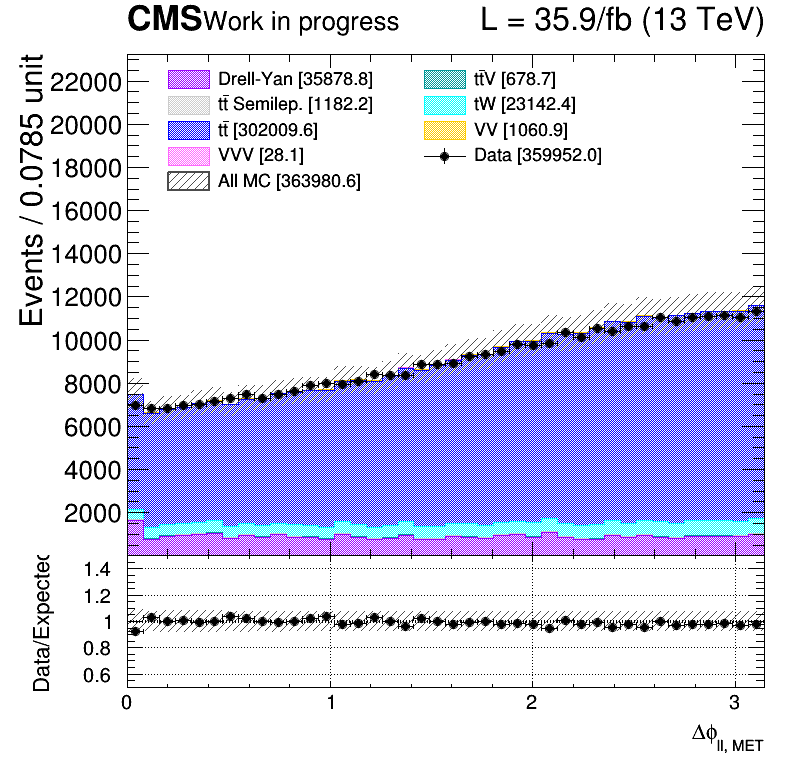 CMS Work in progress L = 35.9/fb (13 TeV)
Events / 0.0785 unit
22000
20000
18000
16000
14000
12000
10000
8000
6000
4000
2000
Drell-Yan [35878.8]
tt̄ Semilep. [1182.2]
tt̄ [302009.6]
VVV [28.1]
All MC [363980.6]
tt̄V [678.7]
tW [23142.4]
VV [1060.9]
Data [359952.0]
Data/Expected
1.4
1.2
1
0.8
0.6
0 1 2 3
Δϕll, MET